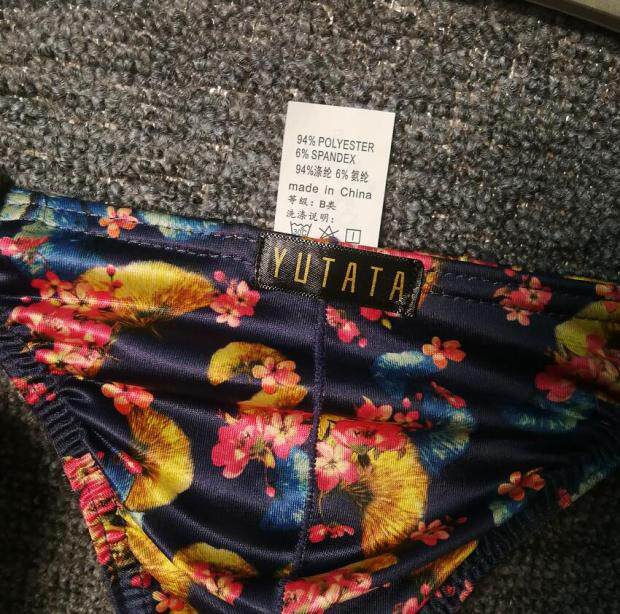 94% POLYESTER
6% SPANDEX
94%涤纶 6%氨纶
made in China
等级：B类
洗涤说明：
YUTATA